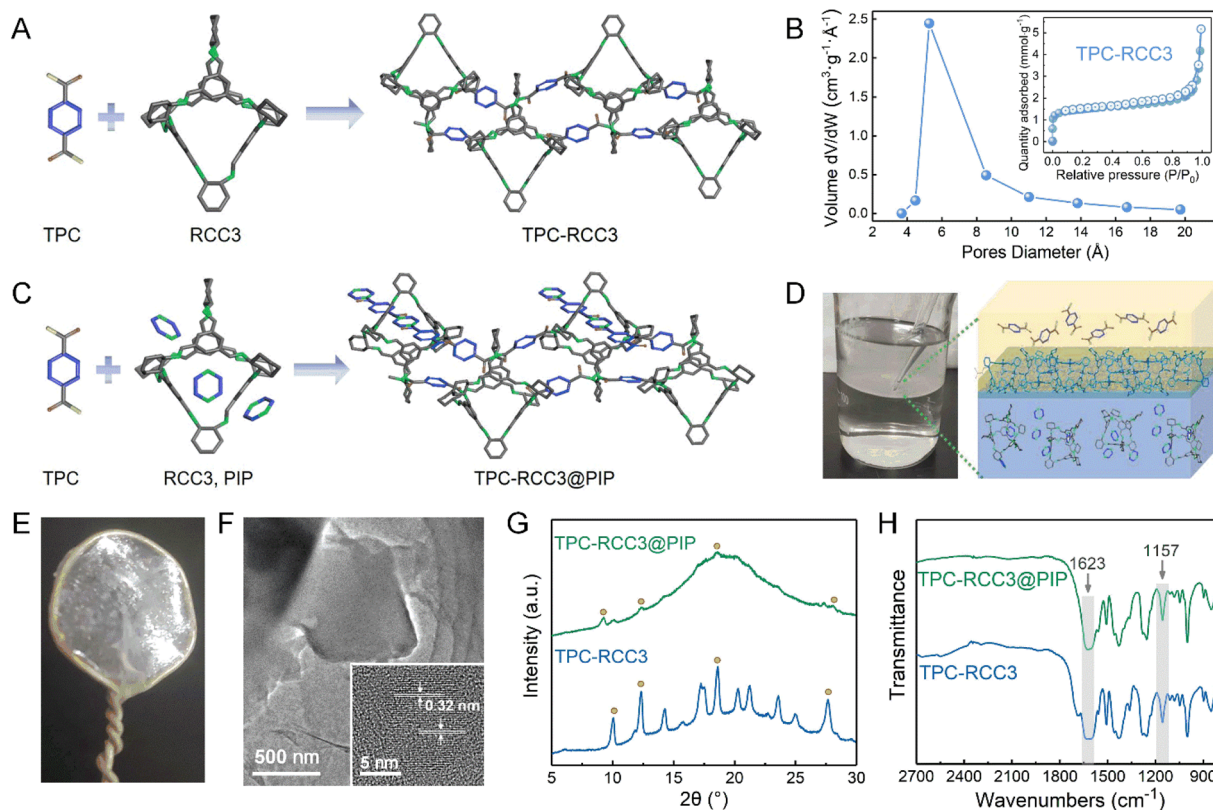 A
TPC
RCC3
TPC-RCC3
B
Volume dV/dW (cm³·g⁻¹·Å⁻¹)
2.5
2.0
1.5
1.0
0.5
0.0
2 4 6 8 10 12 14 16 18 20
Pores Diameter (Å)
TPC-RCC3
Quantity adsorbed (mmol·g⁻¹)
6
5
4
3
2
1
0
0.0 0.2 0.4 0.6 0.8 1.0
Relative pressure (P/P₀)
C
TPC
RCC3, PIP
TPC-RCC3@PIP
D
E
F
500 nm
0.32 nm
5 nm
G
Intensity (a.u.)
TPC-RCC3@PIP
TPC-RCC3
5 10 15 20 25 30
2θ (°)
H
Transmittance
1623
1157
TPC-RCC3@PIP
TPC-RCC3
2700 2400 2100 1800 1500 1200 900
Wavenumbers (cm⁻¹)